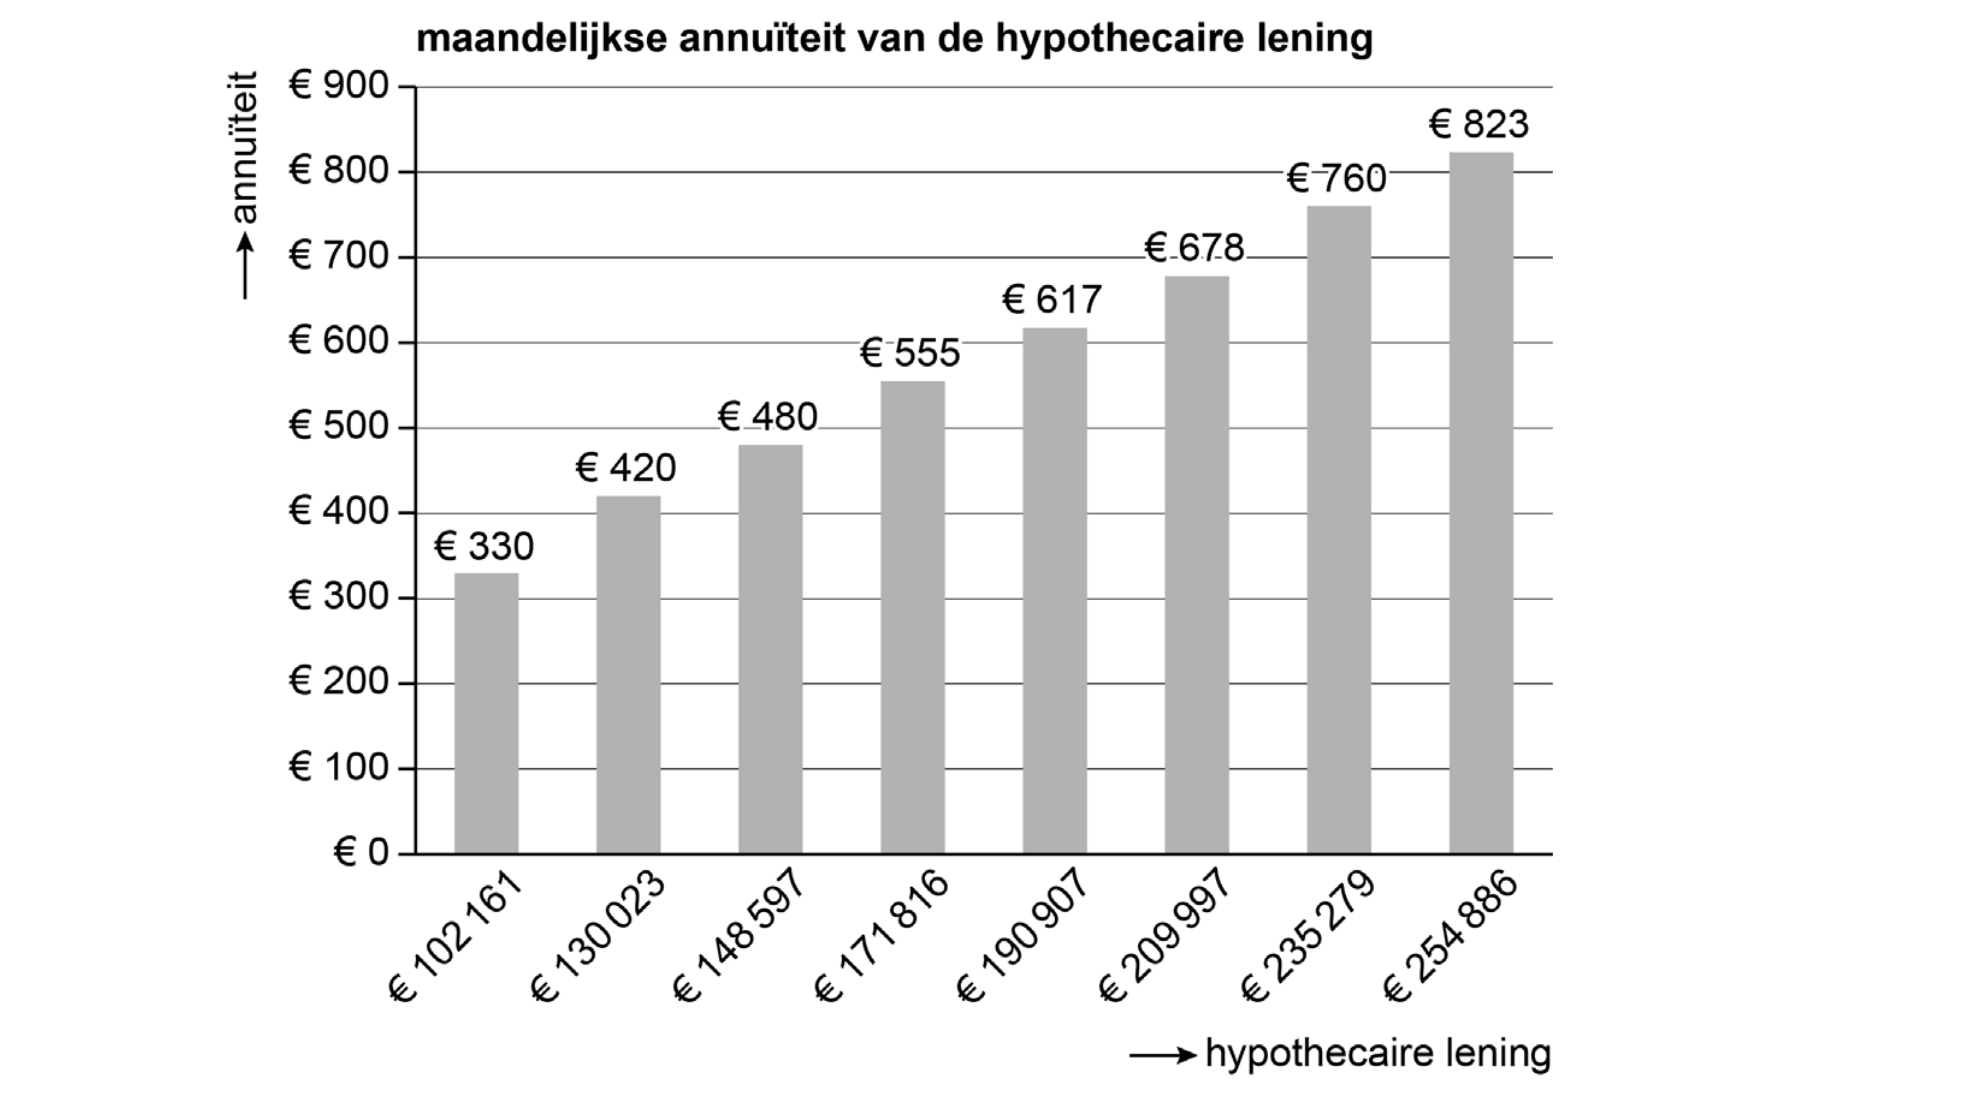 maandelijkse annuïteit van de hypothecaire lening
annuïteit
€ 900
€ 800
€ 700
€ 600
€ 500
€ 400
€ 300
€ 200
€ 100
€ 0
€ 330
€ 420
€ 480
€ 555
€ 617
€ 678
€ 760
€ 823
€ 102 161
€ 130 023
€ 148 597
€ 171 816
€ 190 907
€ 209 997
€ 235 279
€ 254 886
hypothecaire lening